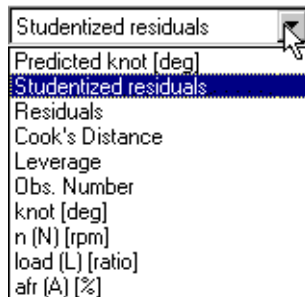 Studentized residuals
Predicted knot [deg]
Studentized residuals
Residuals
Cook's Distance
Leverage
Obs. Number
knot [deg]
n (N) [rpm]
load (L) [ratio]
afr (A) [%]